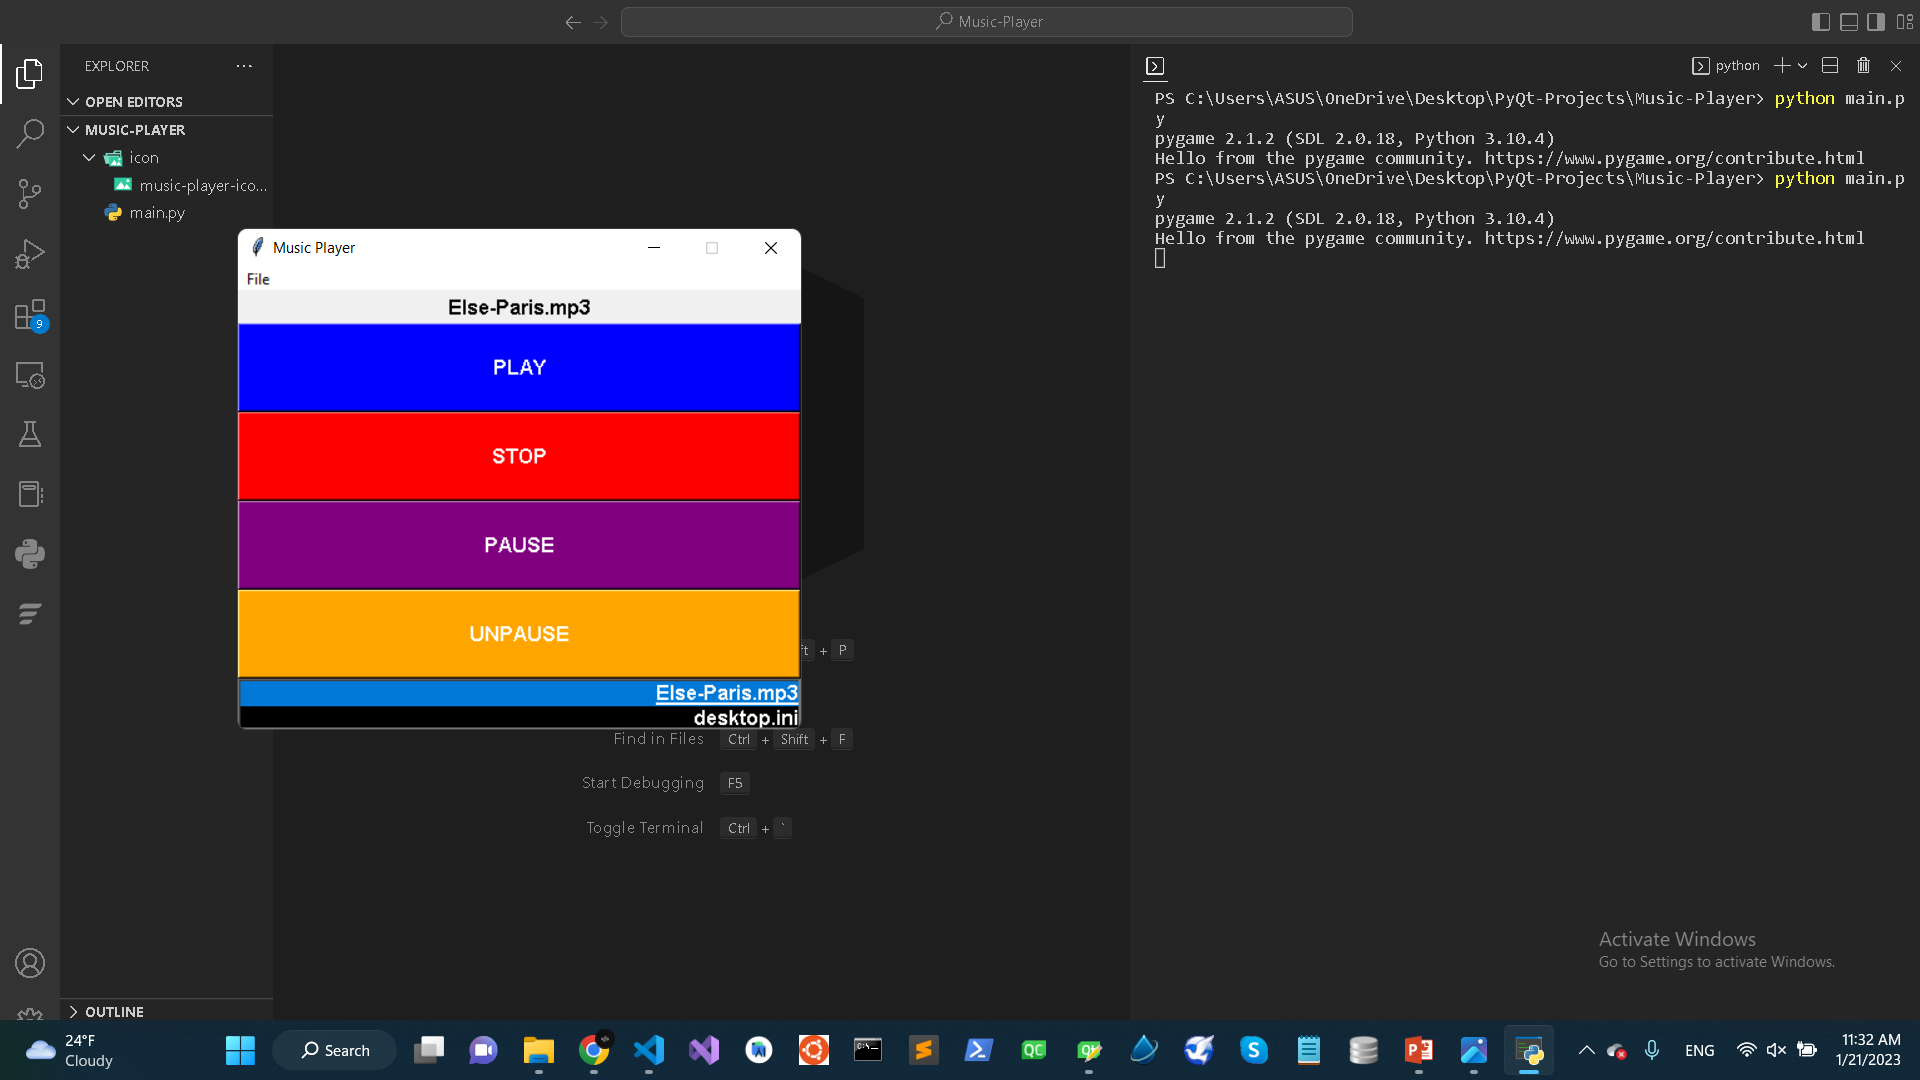 Music-Player
EXPLORER
OPEN EDITORS
MUSIC-PLAYER
icon
music-player-ico...
main.py
9
OUTLINE
Music Player
File
Else-Paris.mp3
PLAY
STOP
PAUSE
UNPAUSE
Else-Paris.mp3
desktop.ini
ft + P
Find in Files Ctrl + Shift + F
Start Debugging F5
Toggle Terminal Ctrl + `
python
PS C:\Users\ASUS\OneDrive\Desktop\PyQt-Projects\Music-Player> python main.p
y
pygame 2.1.2 (SDL 2.0.18, Python 3.10.4)
Hello from the pygame community. https://www.pygame.org/contribute.html
PS C:\Users\ASUS\OneDrive\Desktop\PyQt-Projects\Music-Player> python main.p
y
pygame 2.1.2 (SDL 2.0.18, Python 3.10.4)
Hello from the pygame community. https://www.pygame.org/contribute.html
Activate Windows
Go to Settings to activate Windows.
24°F
Cloudy
Search
QC
ENG
11:32 AM
1/21/2023